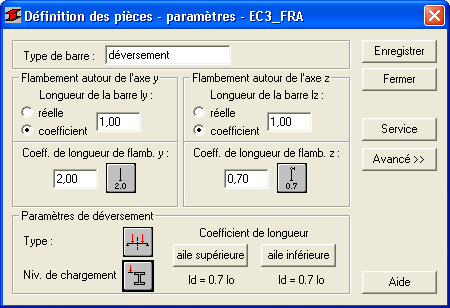 Définition des pièces - paramètres - EC3_FRA
Type de barre : déversement
Enregistrer
Fermer
Flambement autour de l'axe y
Flambement autour de l'axe z
Longueur de la barre ly :
Longueur de la barre lz :
réelle
coefficient
1,00
réelle
coefficient
1,00
Service
Avancé >>
Coeff. de longueur de flamb. y :
Coeff. de longueur de flamb. z :
2,00
2.0
0,70
0.7
Paramètres de déversement
Type :
Coefficient de longueur
aile supérieure
aile inférieure
Niv. de chargement
ld = 0.7 lo
ld = 0.7 lo
Aide